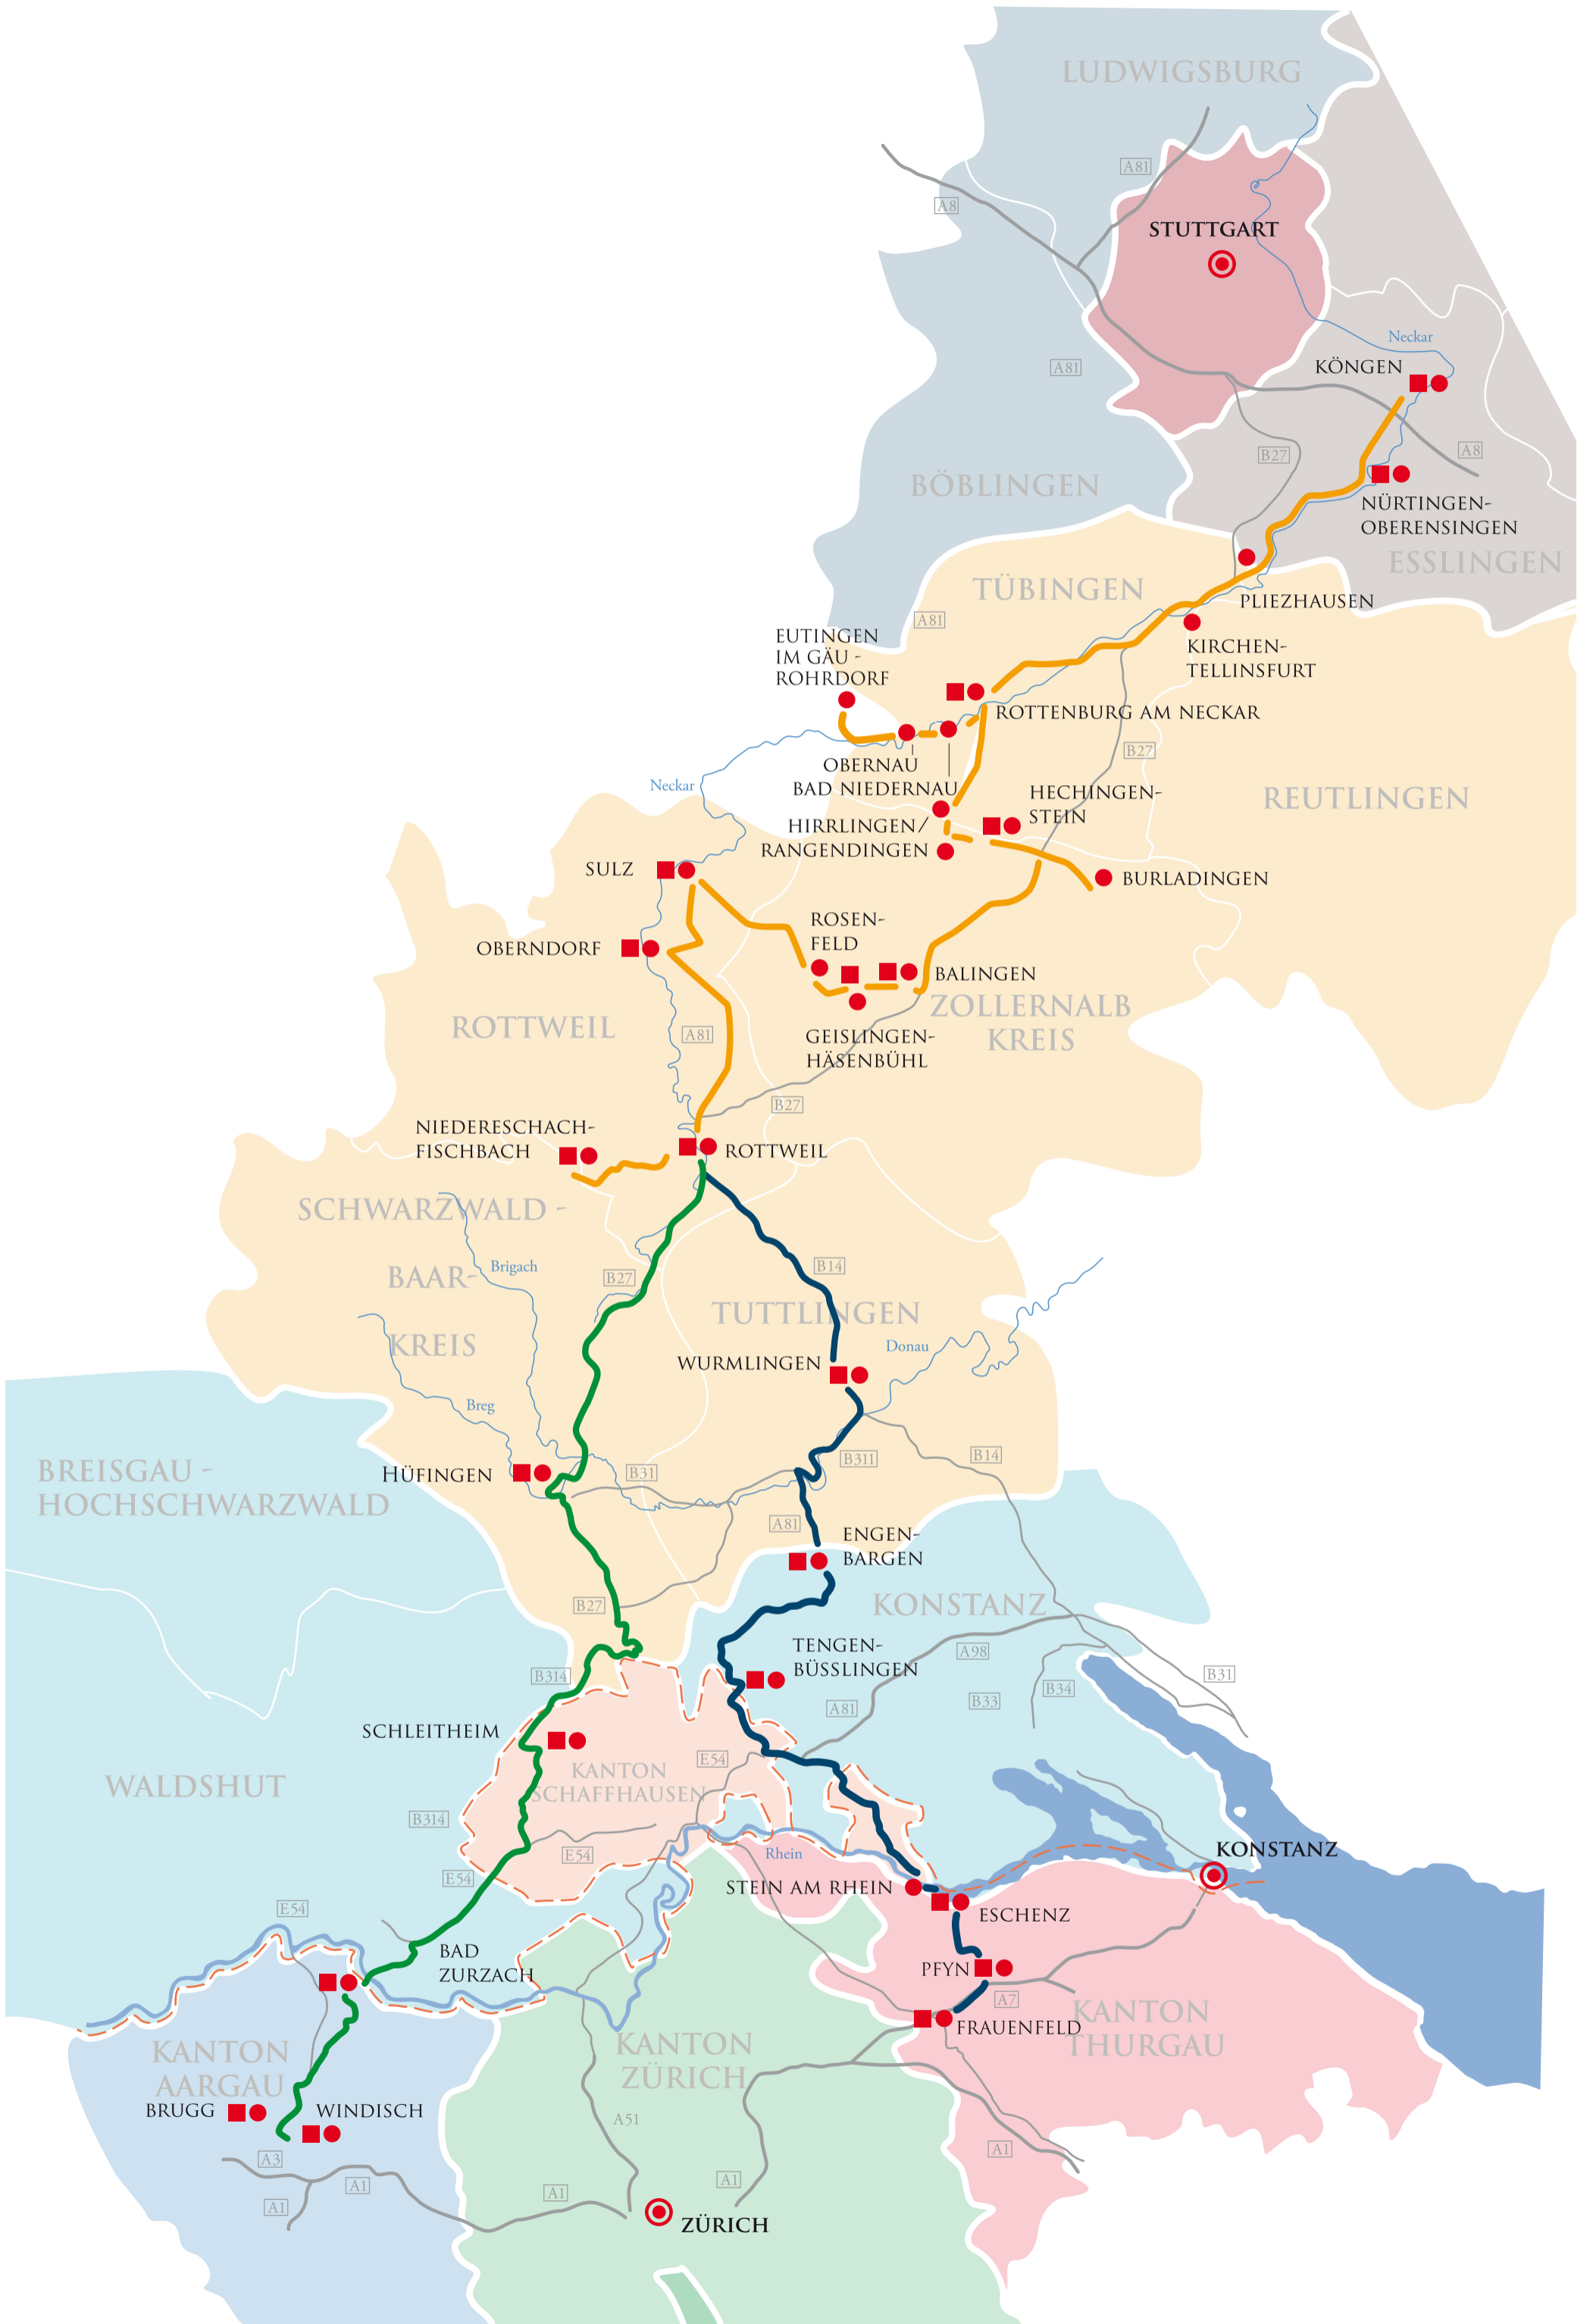 LUDWIGSBURG
A81
A8
STUTTGART
Neckar
KÖNGEN
A81
A8
B27
BÖBLINGEN
NÜRTINGEN-
OBERENSINGEN
ESSLINGEN
TÜBINGEN
PLIEZHAUSEN
A81
EUTINGEN
IM GÄU -
ROHRDORF
KIRCHEN-
TELLINSFURT
ROTTENBURG AM NECKAR
B27
OBERNAU
BAD NIEDERNAU
Neckar
HECHINGEN-
STEIN
REUTLINGEN
HIRRLINGEN/
RANGENDINGEN
SULZ
BURLADINGEN
ROSEN-
FELD
OBERNDORF
BALINGEN
ZOLLERNALB
KREIS
ROTTWEIL
A81
GEISLINGEN-
HÄSENBÜHL
B27
NIEDERESCHACH-
FISCHBACH
ROTTWEIL
SCHWARZWALD -
BAAR-
KREIS
Brigach
B27
B14
TUTTLINGEN
Donau
WURMLINGEN
Breg
B14
B311
BREISGAU -
HOCHSCHWARZWALD
HÜFINGEN
B31
A81
ENGEN-
BARGEN
B27
KONSTANZ
TENGEN-
BÜSSLINGEN
A98
B314
B31
B34
B33
A81
SCHLEITHEIM
E54
KANTON
SCHAFFHAUSEN
WALDSHUT
B314
E54
Rhein
KONSTANZ
E54
STEIN AM RHEIN
E54
ESCHENZ
BAD
ZURZACH
PFYN
A7
KANTON
THURGAU
FRAUENFELD
KANTON
AARGAU
KANTON
ZÜRICH
BRUGG
WINDISCH
A51
A3
A1
A1
A1
A1
A1
ZÜRICH